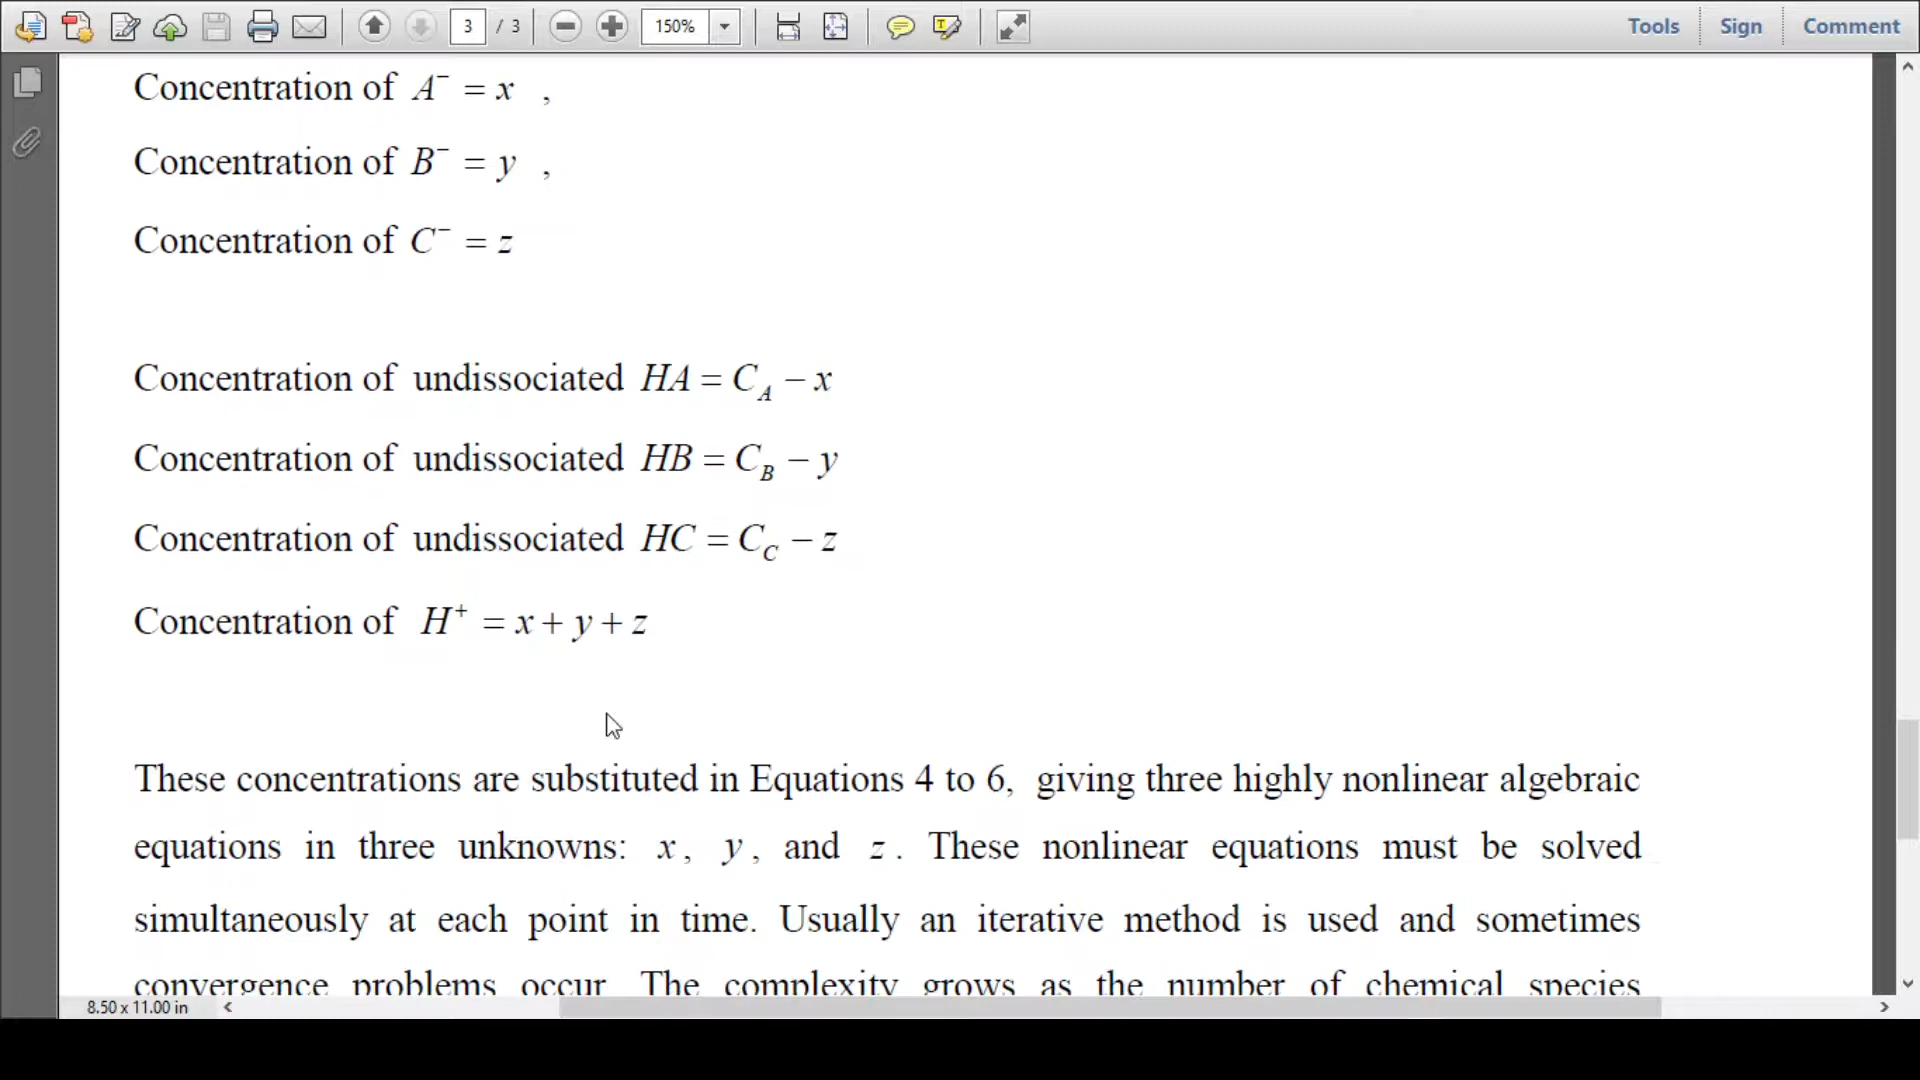 3 / 3 150% Tools Sign Comment
Concentration of A⁻ = x ,
Concentration of B⁻ = y ,
Concentration of C⁻ = z
Concentration of undissociated HA = C_A − x
Concentration of undissociated HB = C_B − y
Concentration of undissociated HC = C_C − z
Concentration of H⁺ = x + y + z
These concentrations are substituted in Equations 4 to 6, giving three highly nonlinear algebraic
equations in three unknowns: x, y, and z. These nonlinear equations must be solved
simultaneously at each point in time. Usually an iterative method is used and sometimes
convergence problems occur. The complexity grows as the number of chemical species
8.50 x 11.00 in